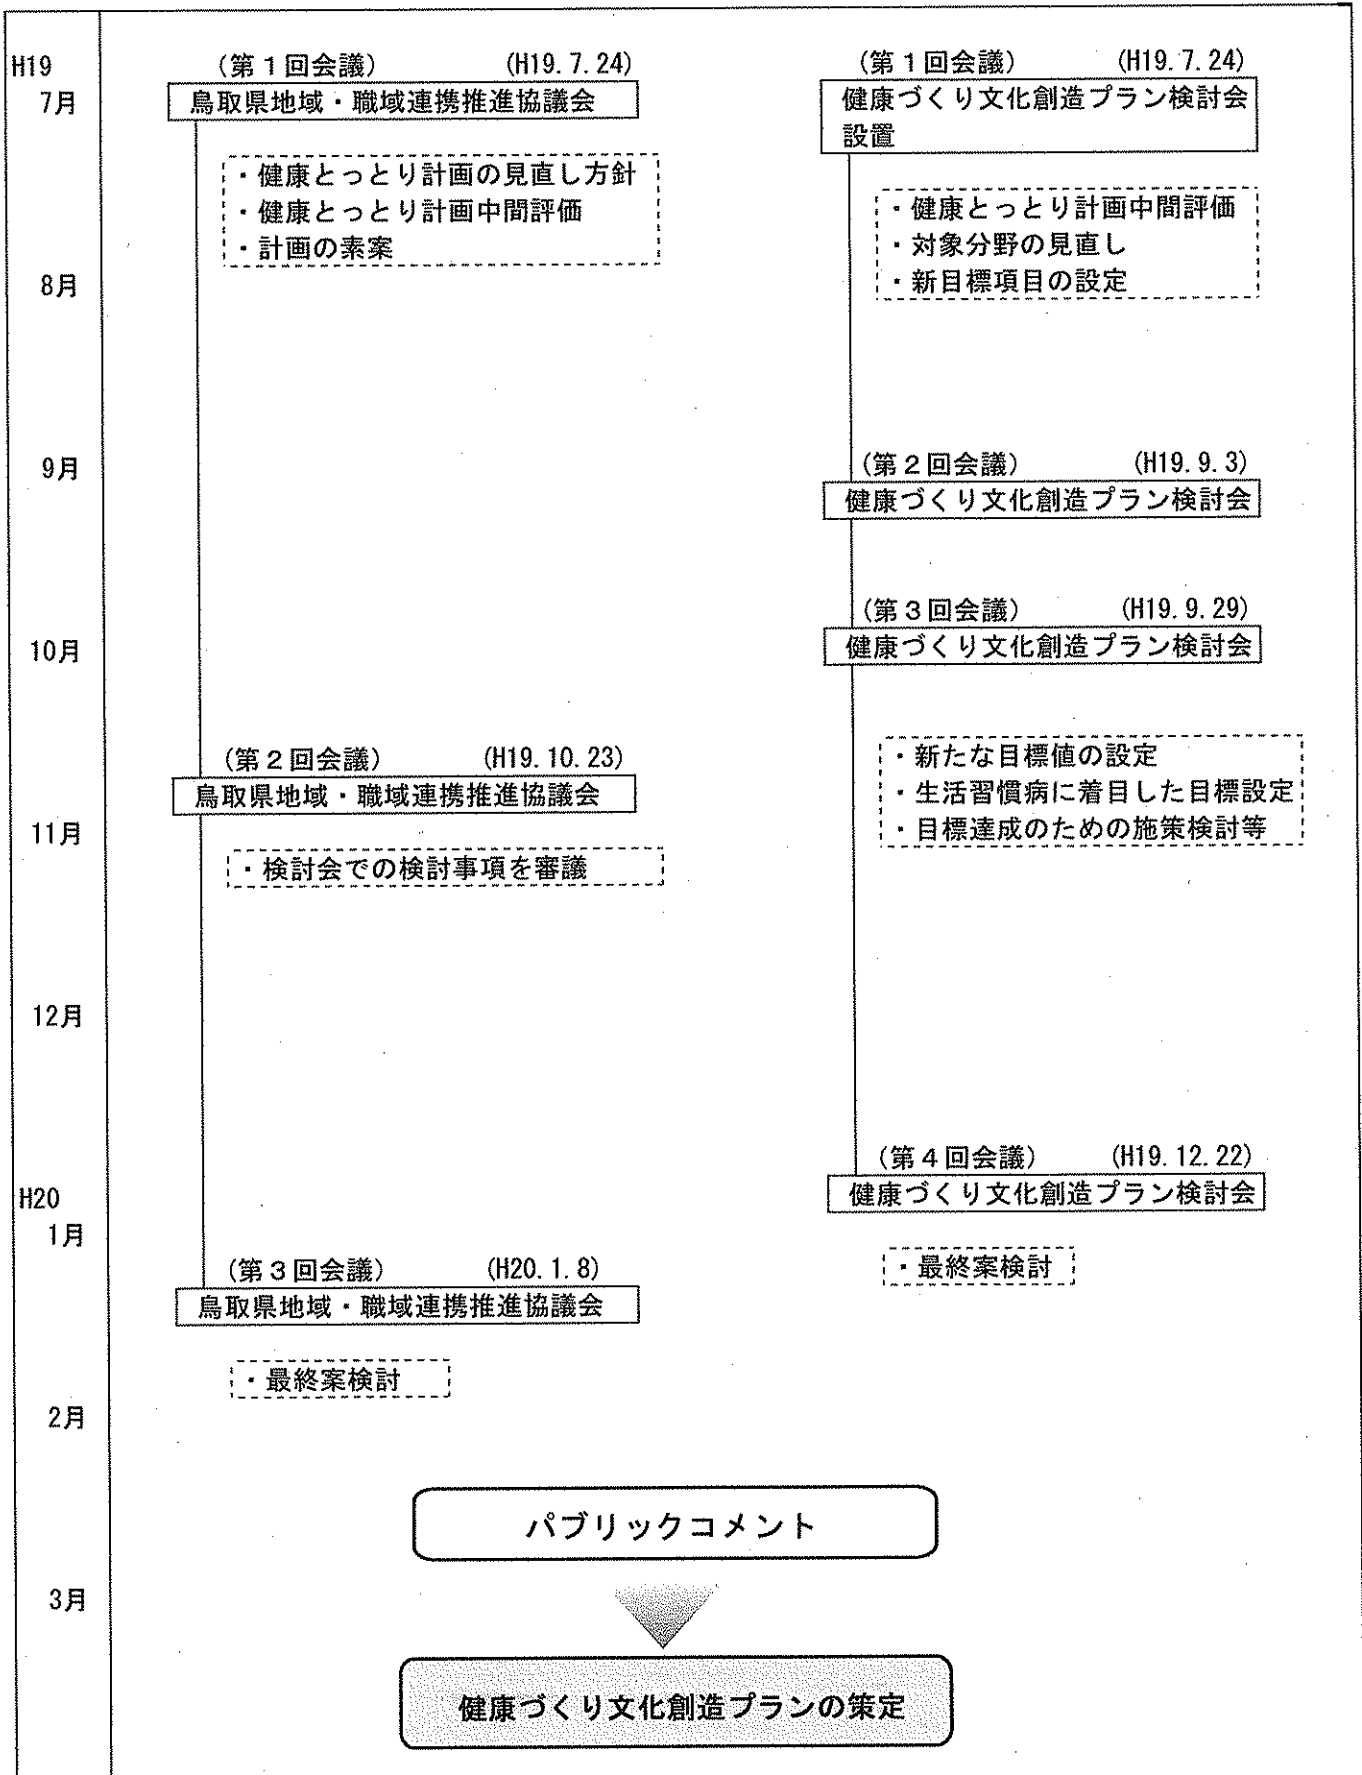 H19
7月
(第1回会議) (H19.7.24)
鳥取県地域・職域連携推進協議会
・健康とっとり計画の見直し方針
・健康とっとり計画中間評価
・計画の素案
(第1回会議) (H19.7.24)
健康づくり文化創造プラン検討会
設置
・健康とっとり計画中間評価
・対象分野の見直し
・新目標項目の設定
8月
9月
(第2回会議) (H19.9.3)
健康づくり文化創造プラン検討会
(第3回会議) (H19.9.29)
健康づくり文化創造プラン検討会
10月
・新たな目標値の設定
・生活習慣病に着目した目標設定
・目標達成のための施策検討等
(第2回会議) (H19.10.23)
鳥取県地域・職域連携推進協議会
11月
・検討会での検討事項を審議
12月
(第4回会議) (H19.12.22)
健康づくり文化創造プラン検討会
・最終案検討
H20
1月
(第3回会議) (H20.1.8)
鳥取県地域・職域連携推進協議会
・最終案検討
2月
パブリックコメント
3月
健康づくり文化創造プランの策定